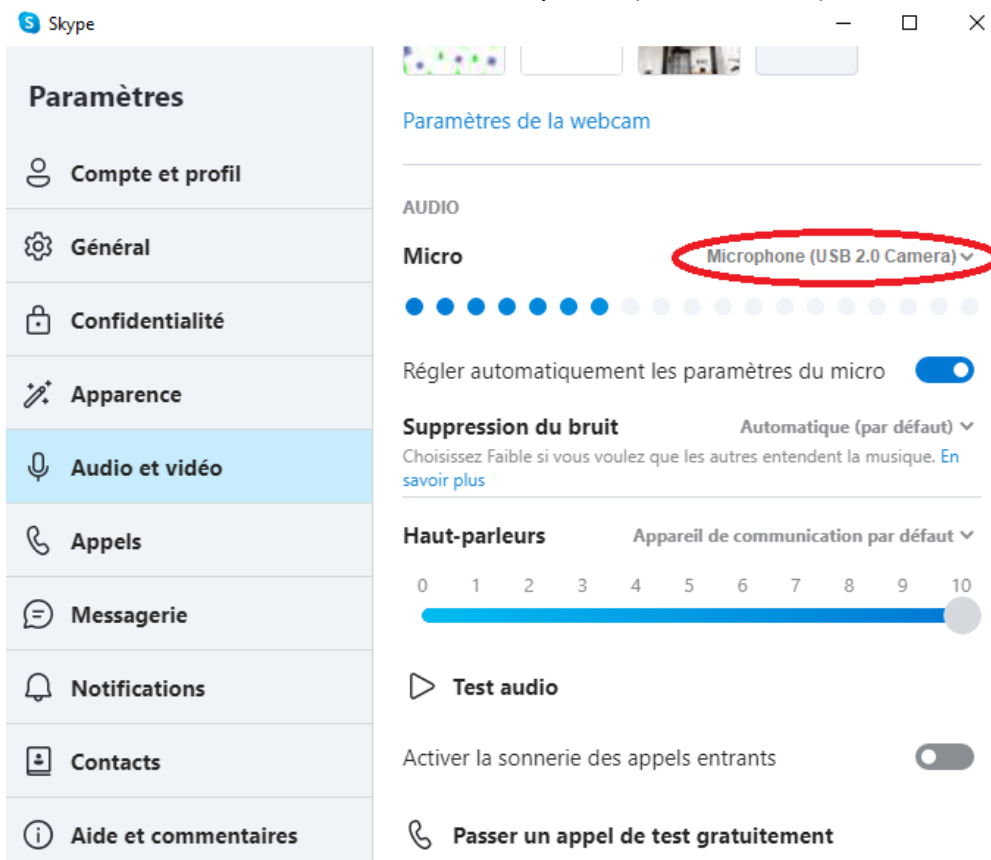 Skype
Paramètres
Compte et profil
Général
Confidentialité
Apparence
Audio et vidéo
Appels
Messagerie
Notifications
Contacts
Aide et commentaires
Paramètres de la webcam
AUDIO
Micro Microphone (USB 2.0 Camera)
Régler automatiquement les paramètres du micro
Suppression du bruit Automatique (par défaut)
Choisissez Faible si vous voulez que les autres entendent la musique. En
savoir plus
Haut-parleurs Appareil de communication par défaut
0 1 2 3 4 5 6 7 8 9 10
Test audio
Activer la sonnerie des appels entrants
Passer un appel de test gratuitement